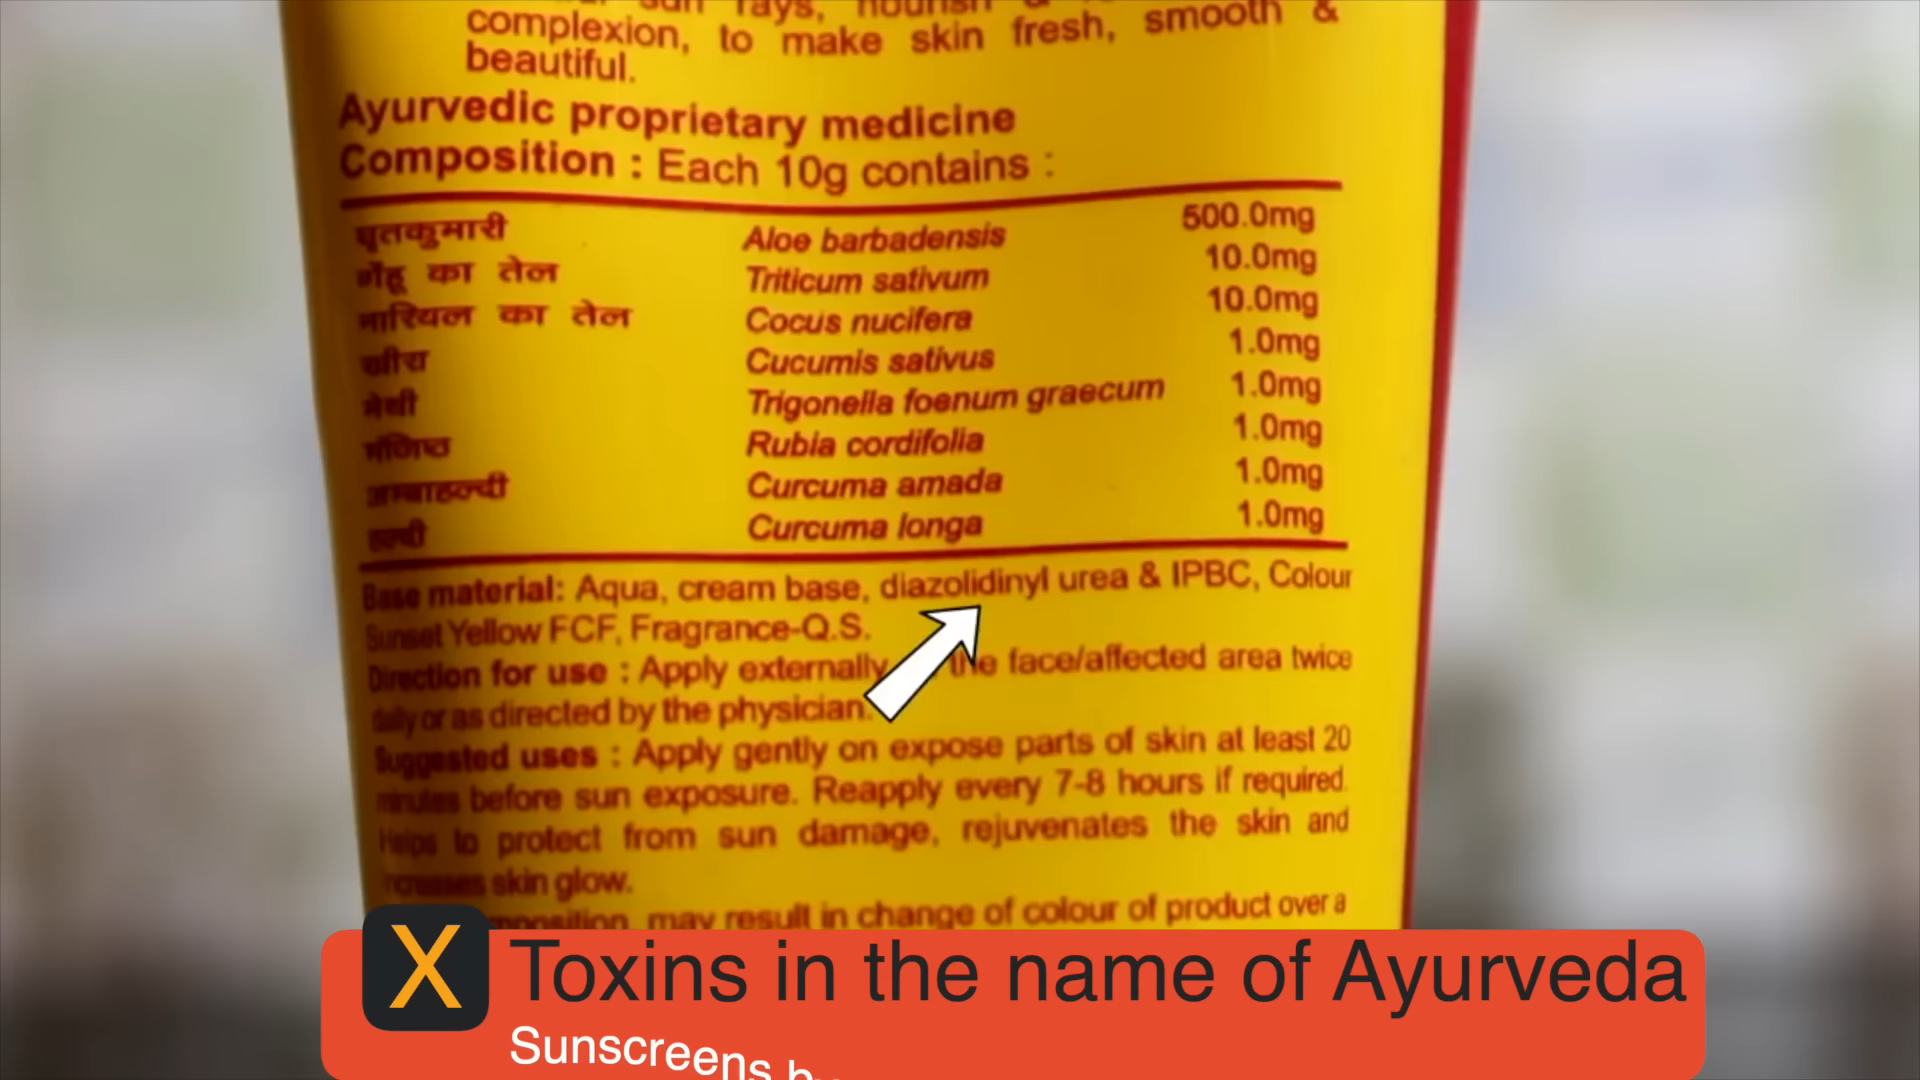 sun rays, nourish &
complexion, to make skin fresh, smooth &
beautiful.
Ayurvedic proprietary medicine
Composition : Each 10g contains :
घृतकुमारी Aloe barbadensis 500.0mg
गेंहू का तेल Triticum sativum 10.0mg
नारियल का तेल Cocus nucifera 10.0mg
खीरा Cucumis sativus 1.0mg
मेथी Trigonella foenum graecum 1.0mg
मंजिष्ठ Rubia cordifolia 1.0mg
अम्बाहल्दी Curcuma amada 1.0mg
हल्दी Curcuma longa 1.0mg
Base material: Aqua, cream base, diazolidinyl urea & IPBC, Colour
Sunset Yellow FCF, Fragrance-Q.S.
Direction for use : Apply externally the face/affected area twice
daily or as directed by the physician.
Suggested uses : Apply gently on expose parts of skin at least 20
minutes before sun exposure. Reapply every 7-8 hours if required.
Helps to protect from sun damage, rejuvenates the skin and
increases skin glow.
may result in change of colour of product over a
X Toxins in the name of Ayurveda
Sunscreens